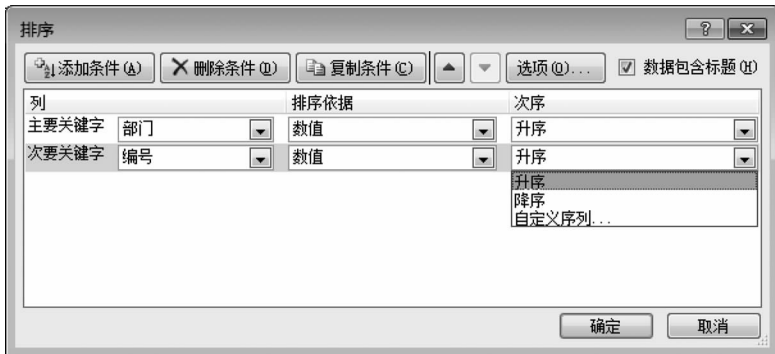 排序
添加条件(A) 删除条件(D) 复制条件(C) 选项(O)... 数据包含标题(H)
列 排序依据 次序
主要关键字 部门 数值 升序
次要关键字 编号 数值 升序
升序
降序
自定义序列...
确定 取消